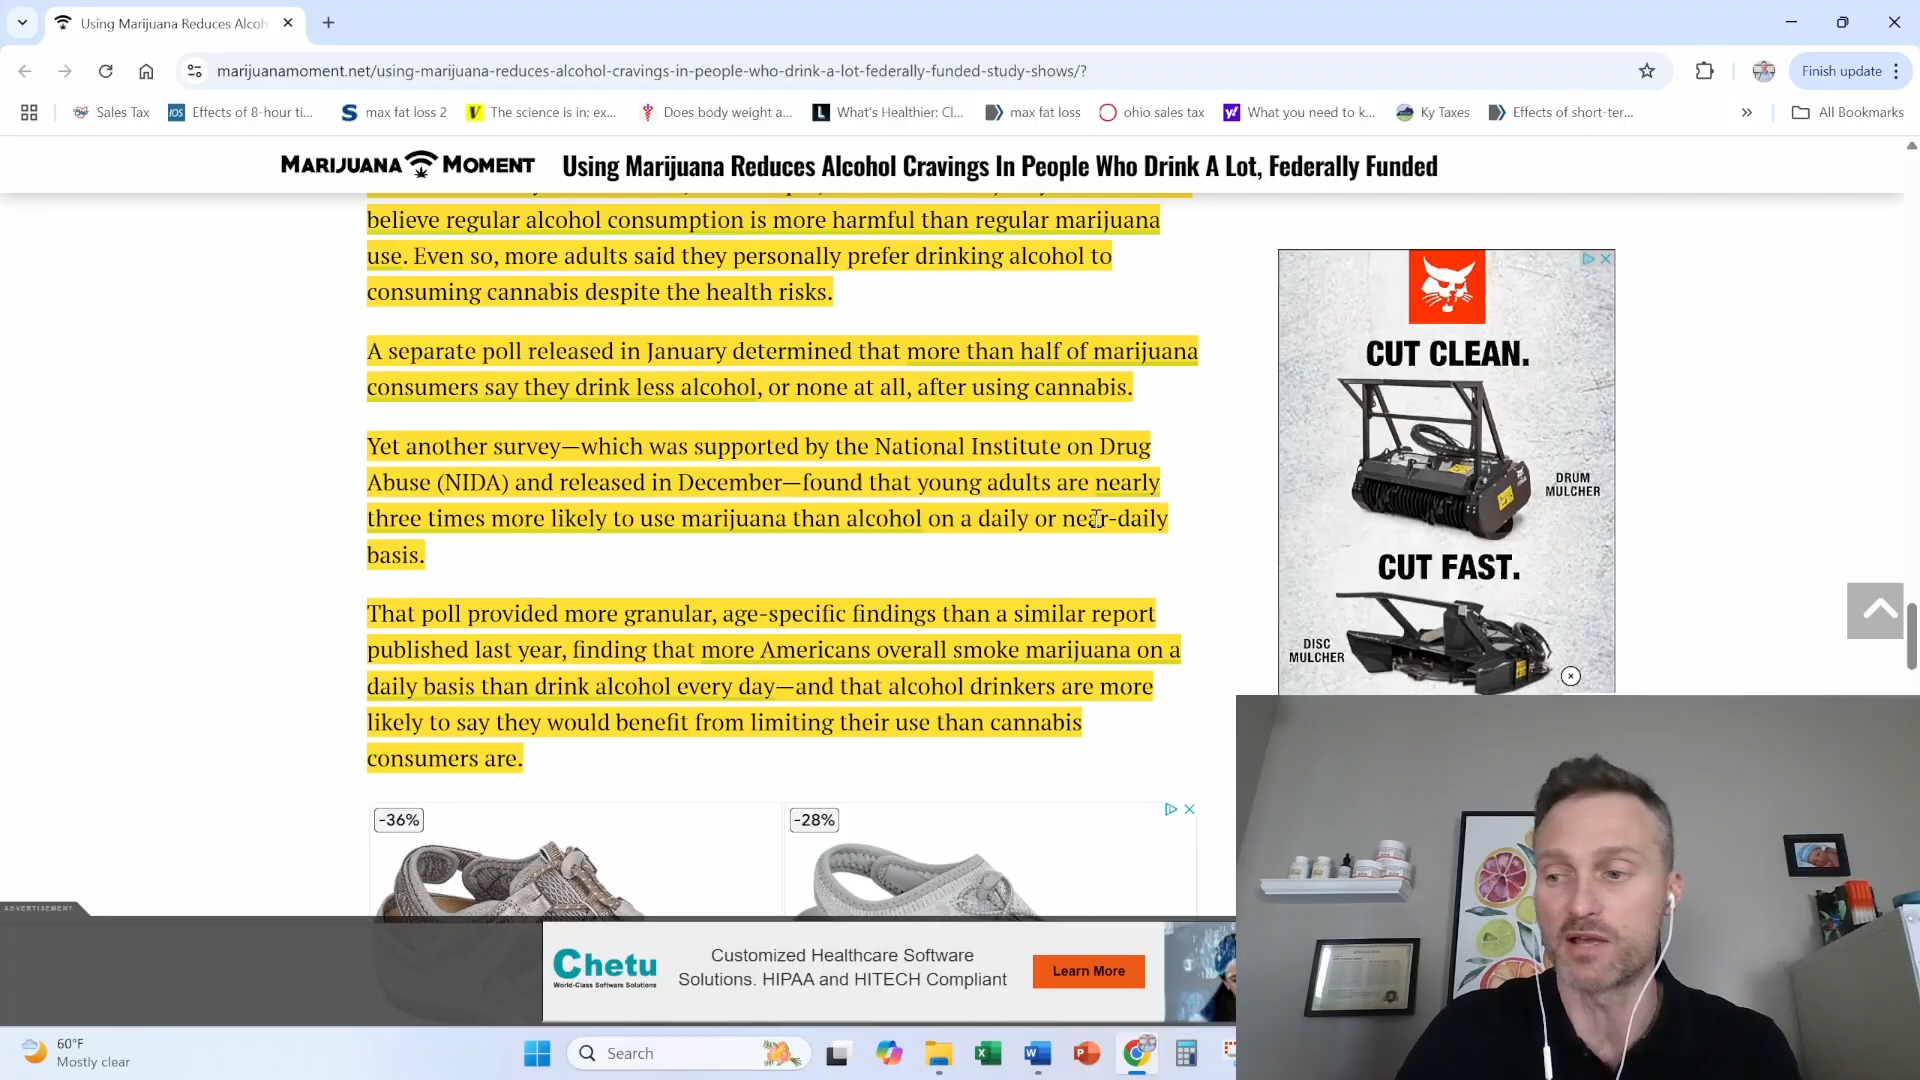 Using Marijuana Reduces Alcoh
marijuanamoment.net/using-marijuana-reduces-alcohol-cravings-in-people-who-drink-a-lot-federally-funded-study-shows/?
Finish update
Sales Tax
IOS
Effects of 8-hour ti...
S
max fat loss 2
V
The science is in: ex...
Does body weight a...
L
What's Healthier: Cl...
max fat loss
ohio sales tax
y!
What you need to k...
Ky Taxes
Effects of short-ter...
»
All Bookmarks
MARIJUANA MOMENT
Using Marijuana Reduces Alcohol Cravings In People Who Drink A Lot, Federally Funded
believe regular alcohol consumption is more harmful than regular marijuana
use. Even so, more adults said they personally prefer drinking alcohol to
consuming cannabis despite the health risks.
A separate poll released in January determined that more than half of marijuana
consumers say they drink less alcohol, or none at all, after using cannabis.
Yet another survey—which was supported by the National Institute on Drug
Abuse (NIDA) and released in December—found that young adults are nearly
three times more likely to use marijuana than alcohol on a daily or near-daily
basis.
That poll provided more granular, age-specific findings than a similar report
published last year, finding that more Americans overall smoke marijuana on a
daily basis than drink alcohol every day—and that alcohol drinkers are more
likely to say they would benefit from limiting their use than cannabis
consumers are.
CUT CLEAN.
DRUM
MULCHER
CUT FAST.
DISC
MULCHER
-36%
-28%
ADVERTISEMENT
Chetu
World-Class Software Solutions
Customized Healthcare Software
Solutions. HIPAA and HITECH Compliant
Learn More
60°F
Mostly clear
Search